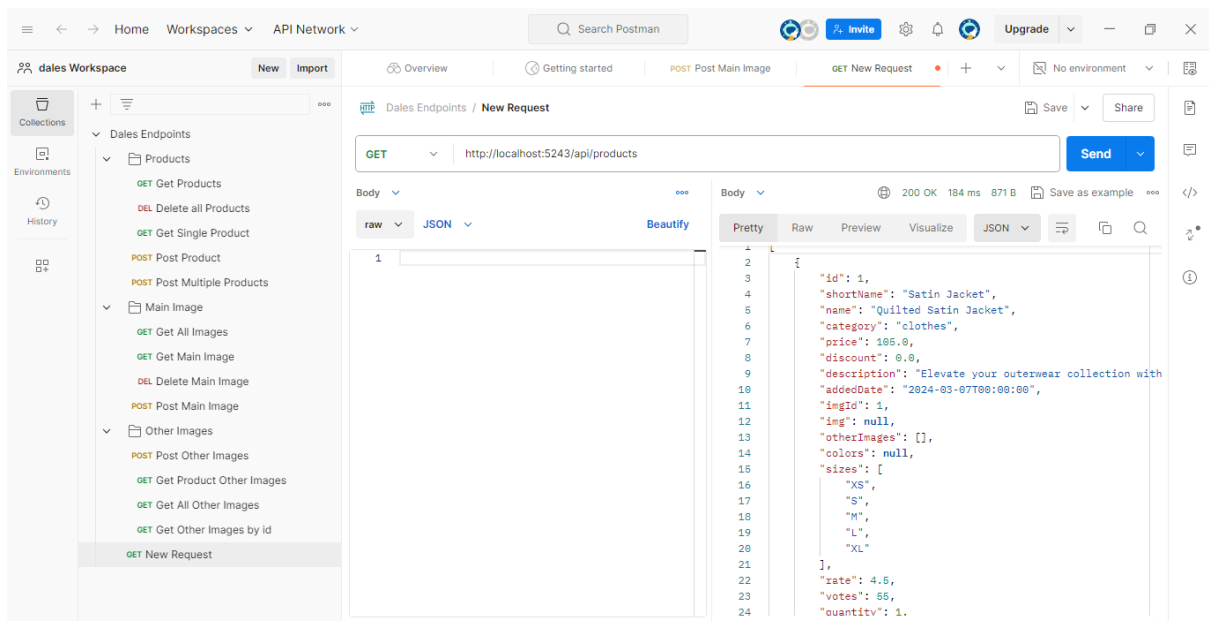 Home Workspaces API Network Search Postman Invite Upgrade
dales Workspace New Import Overview Getting started POST Post Main Image GET New Request No environment
Collections
Environments
History
Dales Endpoints
Products
GET Get Products
DEL Delete all Products
GET Get Single Product
POST Post Product
POST Post Multiple Products
Main Image
GET Get All Images
GET Get Main Image
DEL Delete Main Image
POST Post Main Image
Other Images
POST Post Other Images
GET Get Product Other Images
GET Get All Other Images
GET Get Other Images by id
GET New Request
HTTP Dales Endpoints / New Request Save Share
GET http://localhost:5243/api/products Send
Body
raw JSON Beautify
1
Body 200 OK 184 ms 871 B Save as example
Pretty Raw Preview Visualize JSON
1 [
2 {
3 "id": 1,
4 "shortName": "Satin Jacket",
5 "name": "Quilted Satin Jacket",
6 "category": "clothes",
7 "price": 105.0,
8 "discount": 0.0,
9 "description": "Elevate your outerwear collection with
10 "addedDate": "2024-03-07T00:00:00",
11 "imgId": 1,
12 "img": null,
13 "otherImages": [],
14 "colors": null,
15 "sizes": [
16 "XS",
17 "S",
18 "M",
19 "L",
20 "XL"
21 ],
22 "rate": 4.5,
23 "votes": 55,
24 "quantity": 1,